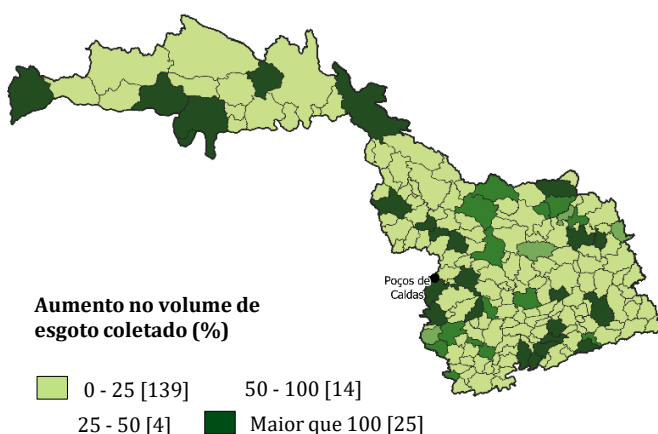 Poços de
Caldas
Aumento no volume de
esgoto coletado (%)
0 - 25 [139]
50 - 100 [14]
25 - 50 [4]
Maior que 100 [25]